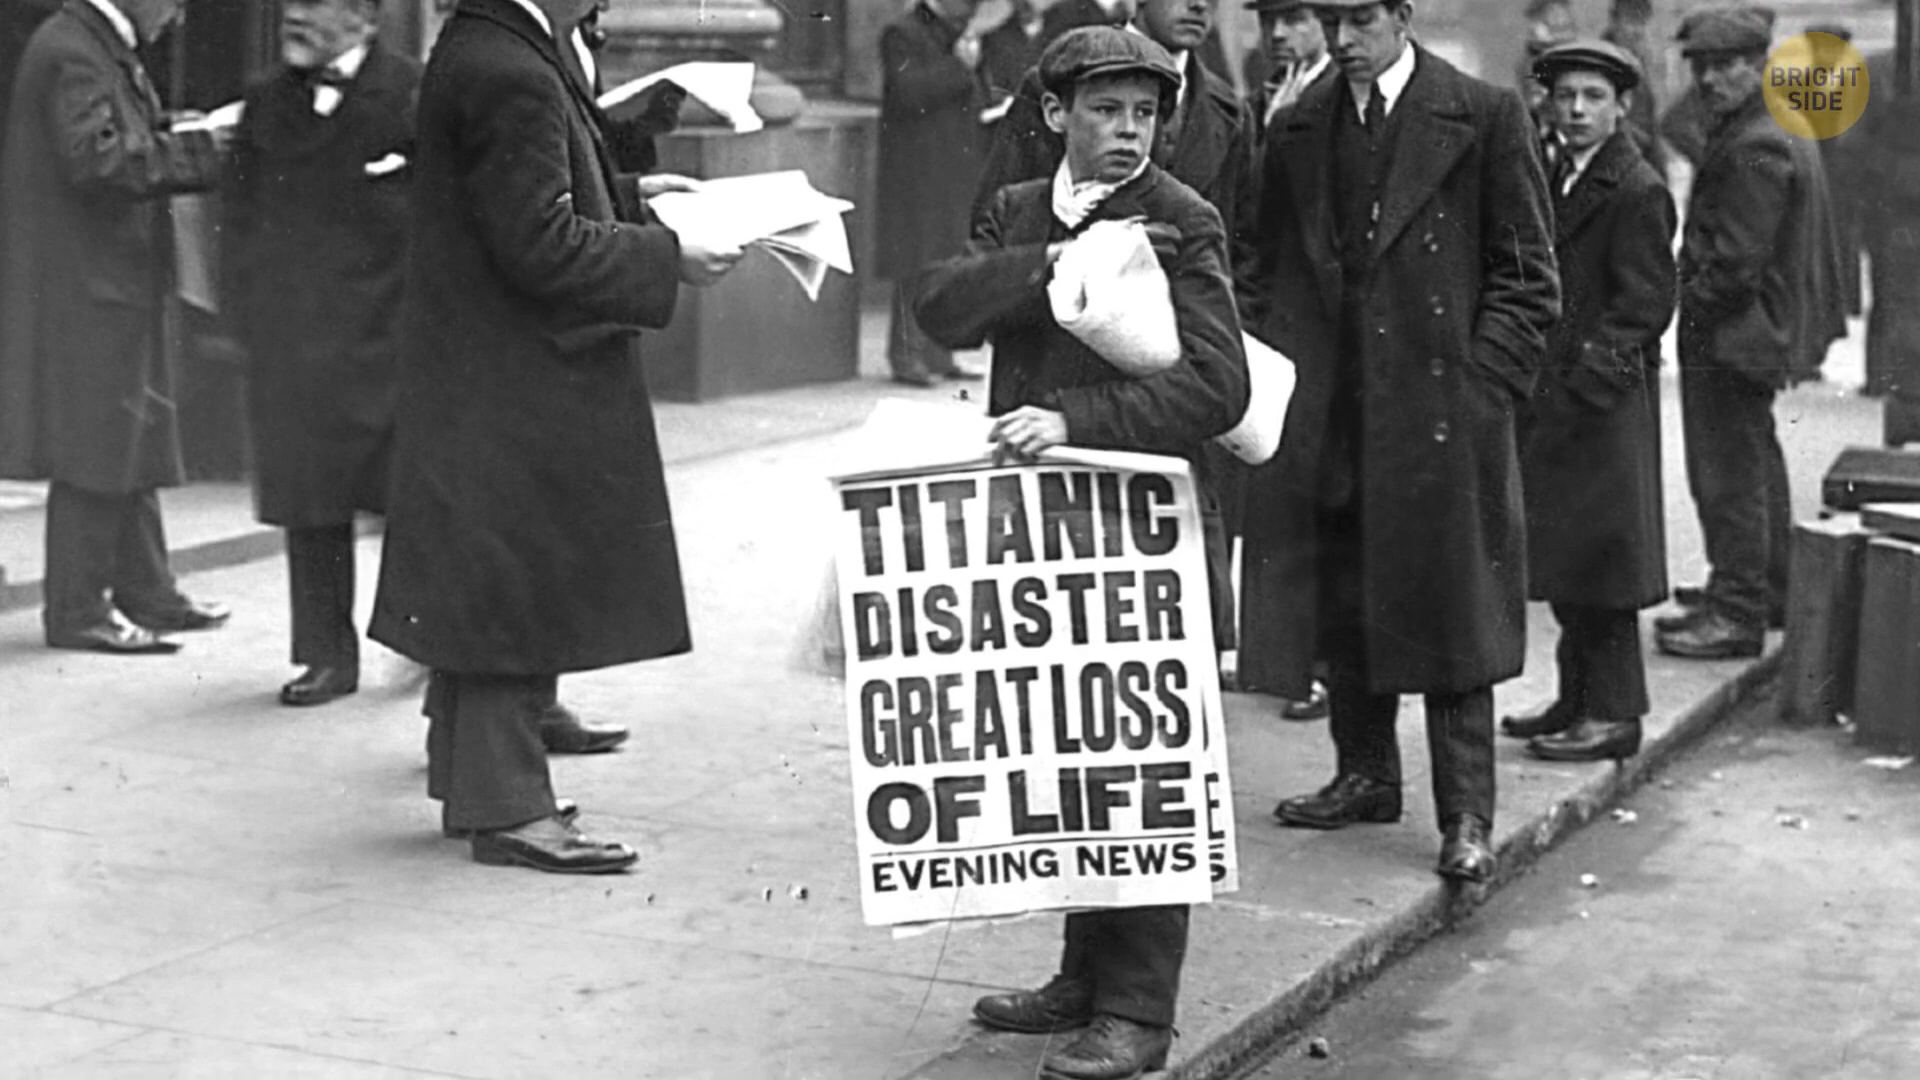 BRIGHT
SIDE
TITANIC
DISASTER
GREAT LOSS
OF LIFE
EVENING NEWS
E
S